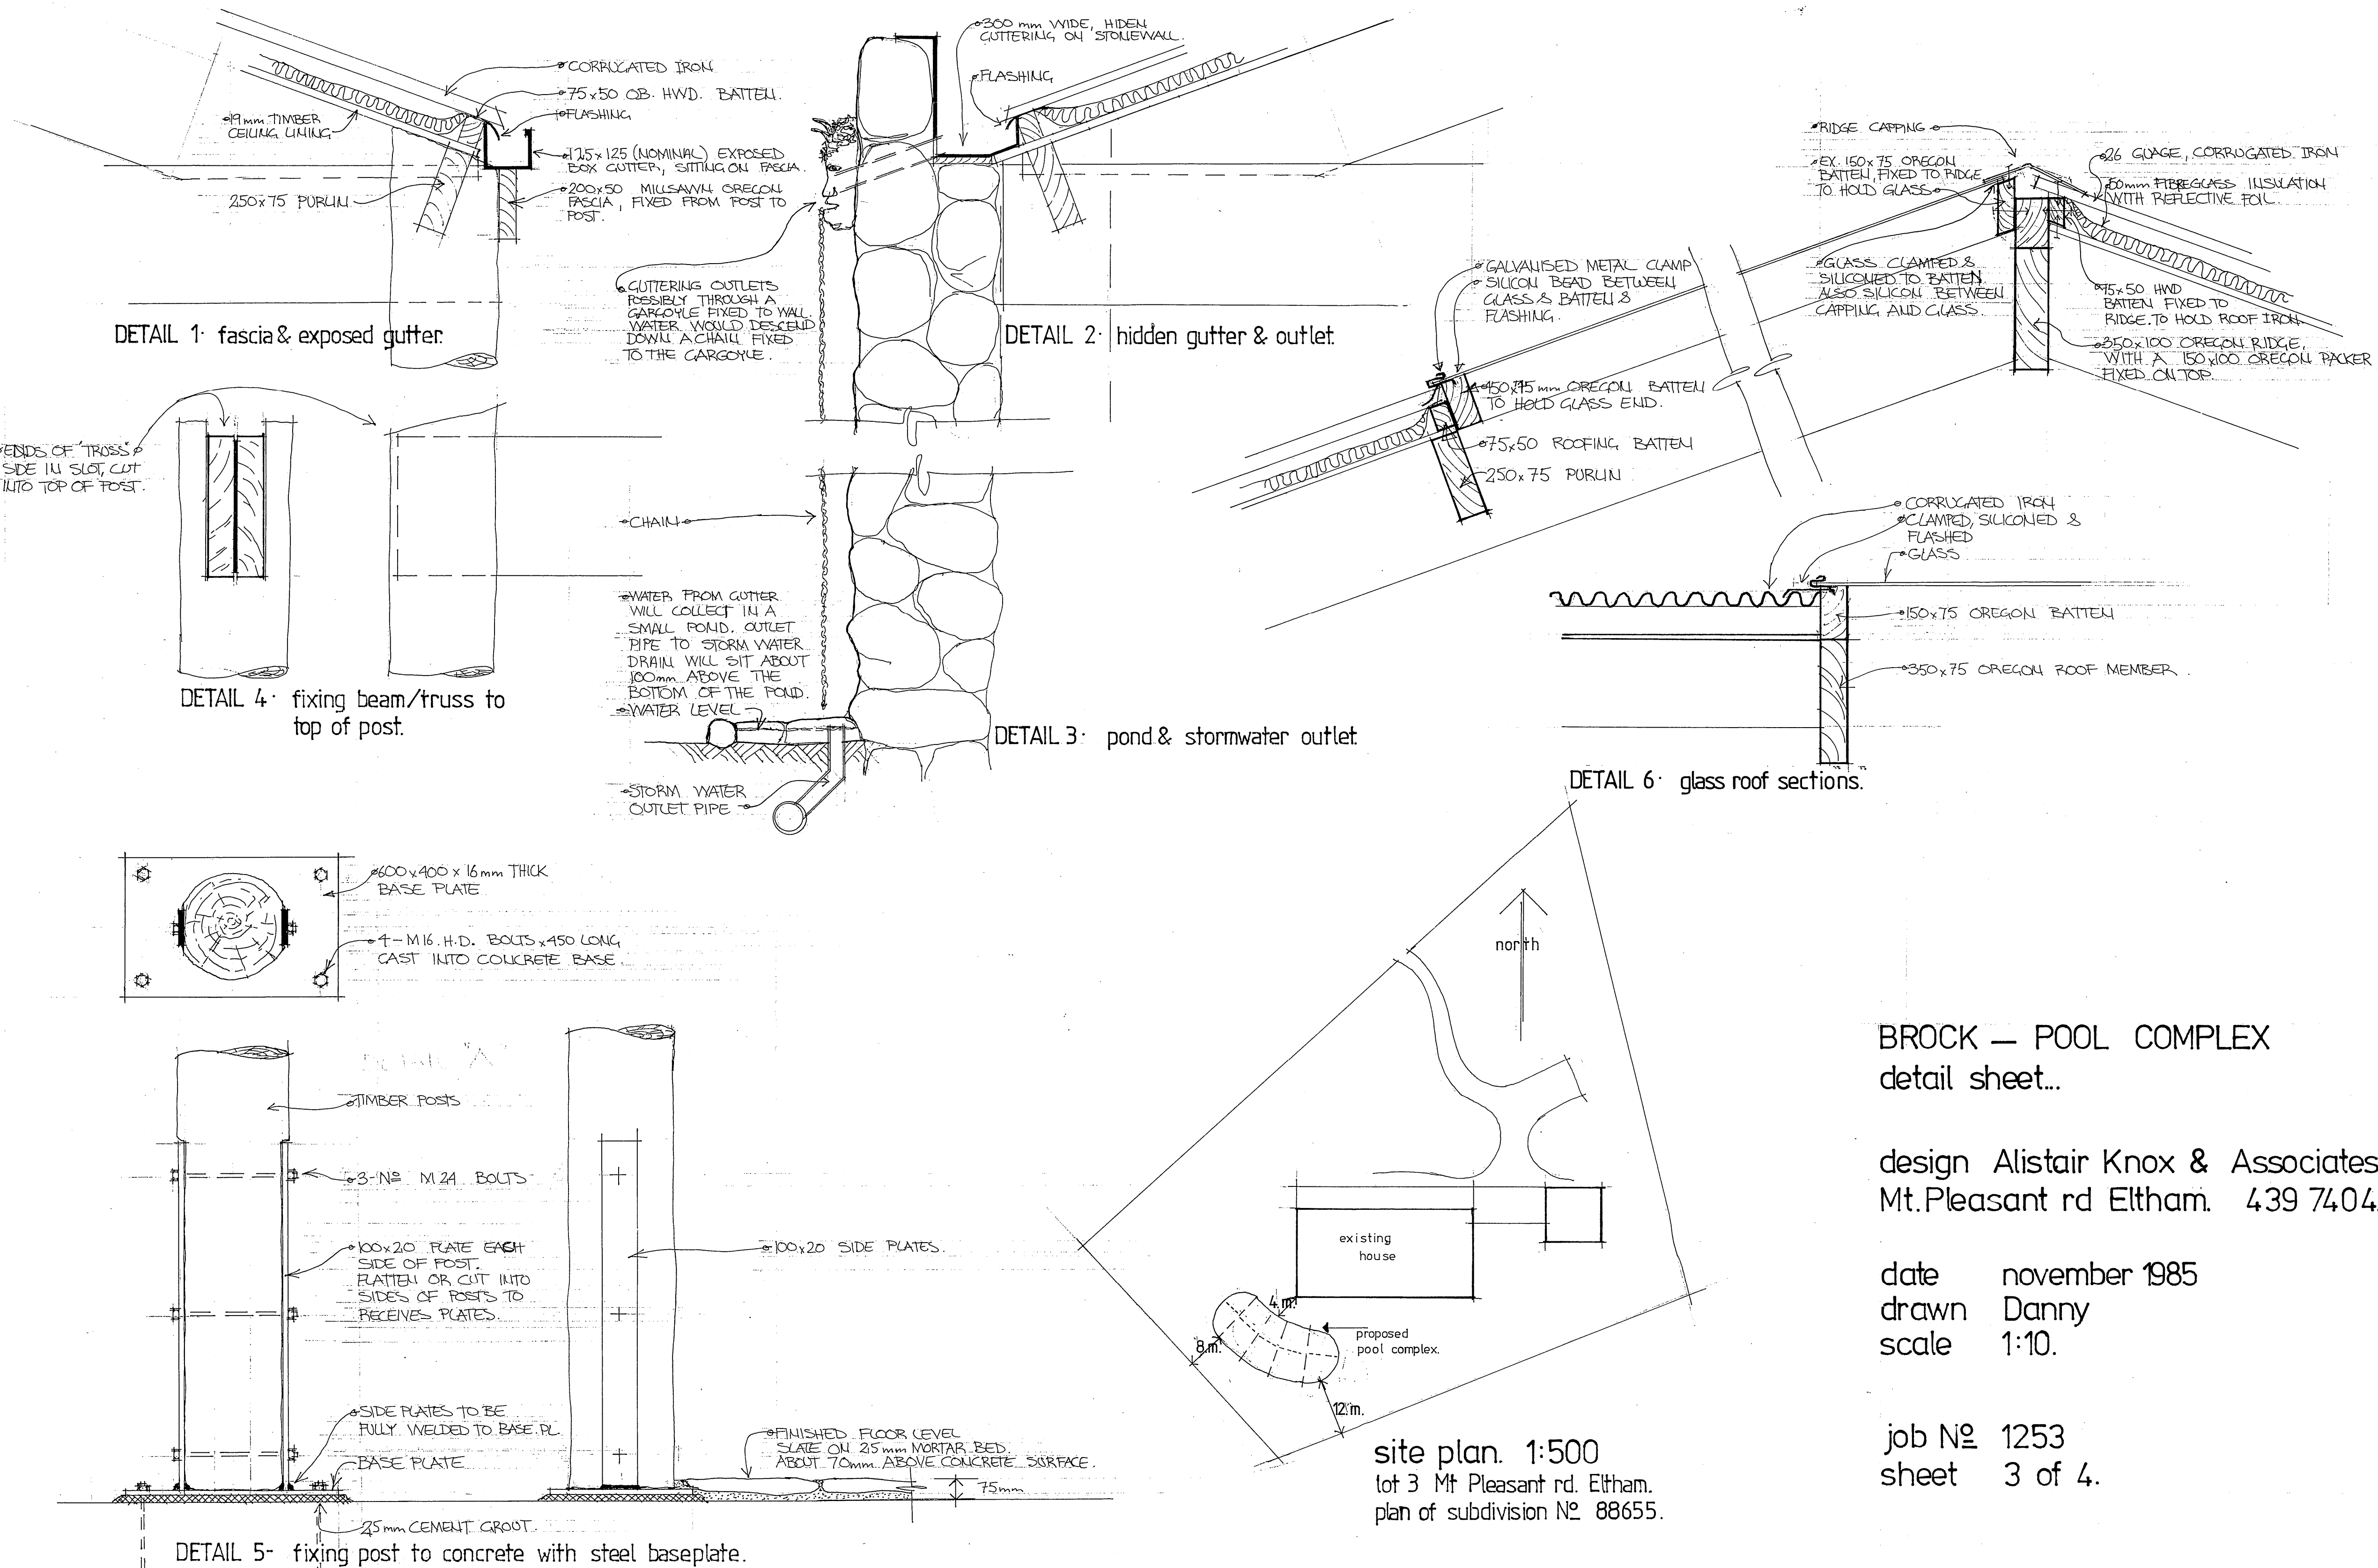 CORRUGATED IRON
75x50 OB. HWD. BATTEN.
FLASHING
19mm TIMBER
CEILING LINING
125x125 (NOMINAL) EXPOSED
BOX GUTTER, SITTING ON FASCIA.
200x50 MILLSAWN OREGON
FASCIA, FIXED FROM POST TO
POST.
250x75 PURLIN
DETAIL 1· fascia & exposed gutter.
300 mm WIDE, HIDEN
GUTTERING ON STONEWALL.
FLASHING
GUTTERING OUTLETS
POSSIBLY THROUGH A
GARGOYLE FIXED TO WALL.
WATER WOULD DESCEND
DOWN A CHAIN FIXED
TO THE GARGOYLE.
DETAIL 2· hidden gutter & outlet.
RIDGE CAPPING
EX. 150x75 OREGON
BATTEN, FIXED TO RIDGE
TO HOLD GLASS
26 GUAGE, CORRUGATED IRON
50mm FIBREGLASS INSULATION
WITH REFLECTIVE FOIL.
GLASS CLAMPED &
SILICONED TO BATTEN
ALSO SILICON BETWEEN
CAPPING AND GLASS.
75x50 HWD
BATTEN FIXED TO
RIDGE. TO HOLD ROOF IRON.
350x100 OREGON RIDGE,
WITH A 150x100 OREGON PACKER
FIXED ON TOP.
GALVANISED METAL CLAMP
SILICON BEAD BETWEEN
GLASS & BATTEN &
FLASHING.
150x75mm OREGON BATTEN
TO HOLD GLASS END.
75x50 ROOFING BATTEN
250x75 PURLIN
ENDS OF "TRUSS"
SIDE IN SLOT, CUT
INTO TOP OF POST.
DETAIL 4· fixing beam/truss to
top of post.
CHAIN
WATER FROM GUTTER
WILL COLLECT IN A
SMALL POND. OUTLET
PIPE TO STORM WATER
DRAIN WILL SIT ABOUT
100mm ABOVE THE
BOTTOM OF THE POND.
WATER LEVEL
STORM WATER
OUTLET PIPE
DETAIL 3· pond & stormwater outlet.
CORRUGATED IRON
CLAMPED, SILICONED &
FLASHED
GLASS
150x75 OREGON BATTEN
350x75 OREGON ROOF MEMBER.
DETAIL 6· glass roof sections.
600x400x16mm THICK
BASE PLATE
4-M16. H.D. BOLTS x450 LONG
CAST INTO CONCRETE BASE.
TIMBER POSTS
3-No M24 BOLTS
100x20 PLATE EACH
SIDE OF POST.
FLATTEN OR CUT INTO
SIDES OF POSTS TO
RECEIVES PLATES.
100x20 SIDE PLATES.
SIDE PLATES TO BE
FULLY WELDED TO BASE PL.
BASE PLATE
FINISHED FLOOR LEVEL
SLATE ON 25mm MORTAR BED.
ABOUT 70mm ABOVE CONCRETE SURFACE.
75mm
25mm CEMENT GROUT.
DETAIL 5- fixing post to concrete with steel baseplate.
north
existing
house
4.m.
8.m.
proposed
pool complex.
12.m.
site plan. 1:500
lot 3 Mt Pleasant rd. Eltham.
plan of subdivision No 88655.
BROCK — POOL COMPLEX
detail sheet...
design Alistair Knox & Associates
Mt.Pleasant rd Eltham. 439 7404.
date november 1985
drawn Danny
scale 1:10.
job No 1253
sheet 3 of 4.